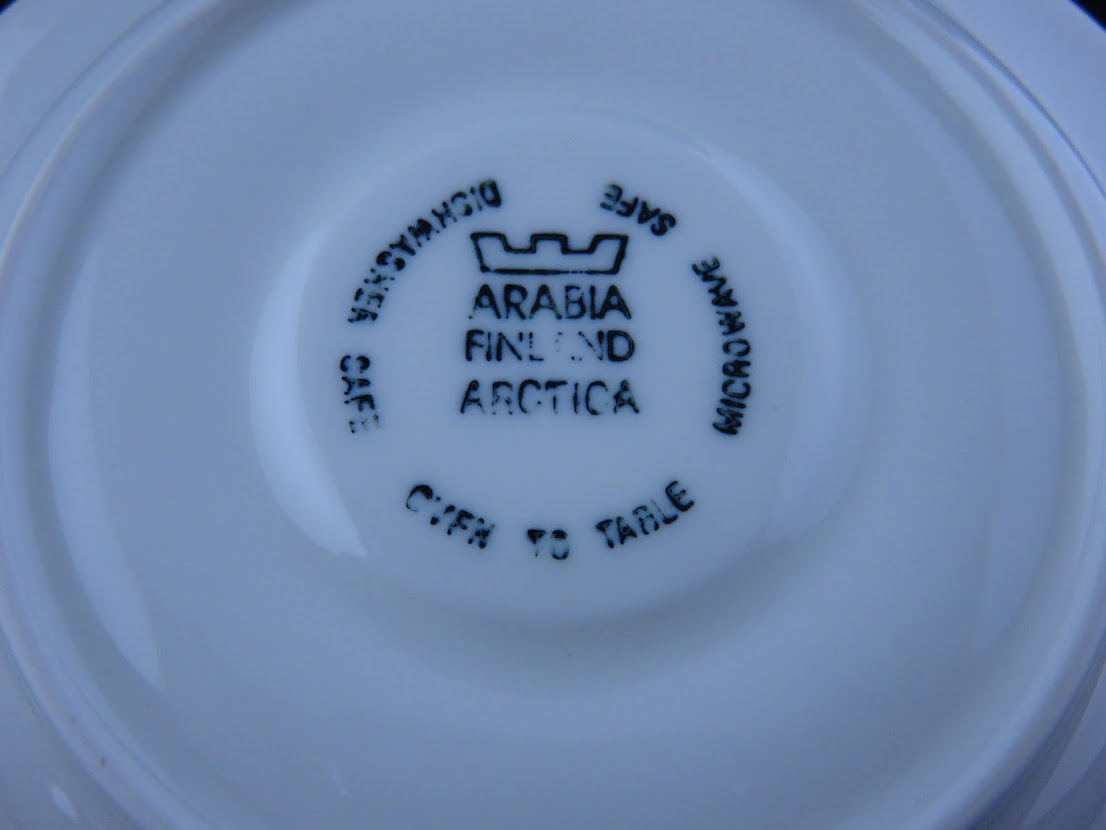 ARABIA
FINLAND
ARCTICA
DISHWASHER SAFE
OVEN TO TABLE
MICROWAVE SAFE